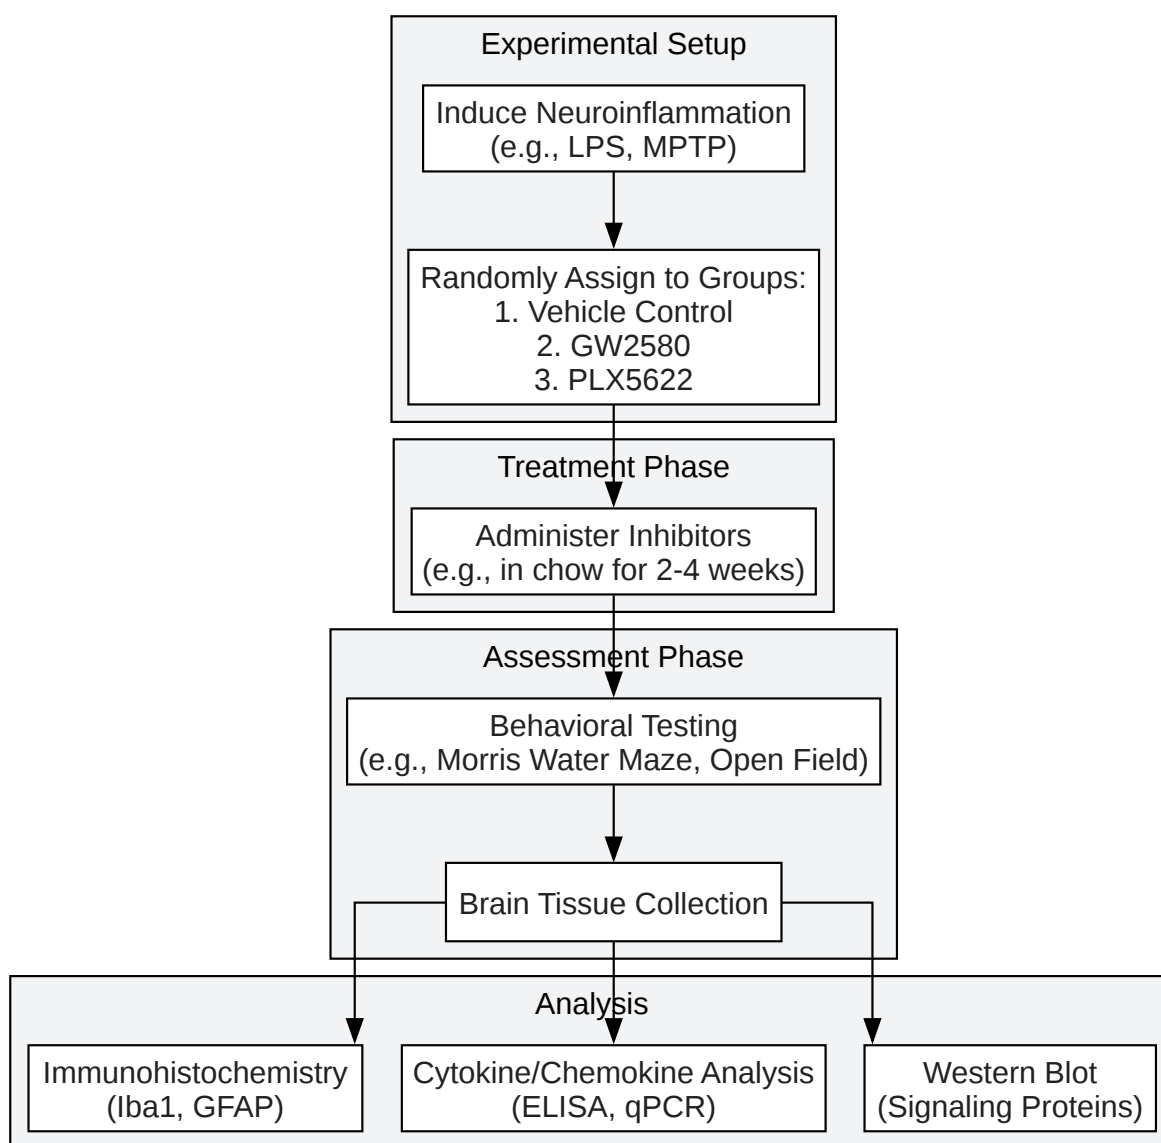 Experimental Setup
Induce Neuroinflammation
(e.g., LPS, MPTP)
Randomly Assign to Groups:
1. Vehicle Control
2. GW2580
3. PLX5622
Treatment Phase
Administer Inhibitors
(e.g., in chow for 2-4 weeks)
Assessment Phase
Behavioral Testing
(e.g., Morris Water Maze, Open Field)
Brain Tissue Collection
Analysis
Immunohistochemistry
(Iba1, GFAP)
Cytokine/Chemokine Analysis
(ELISA, qPCR)
Western Blot
(Signaling Proteins)